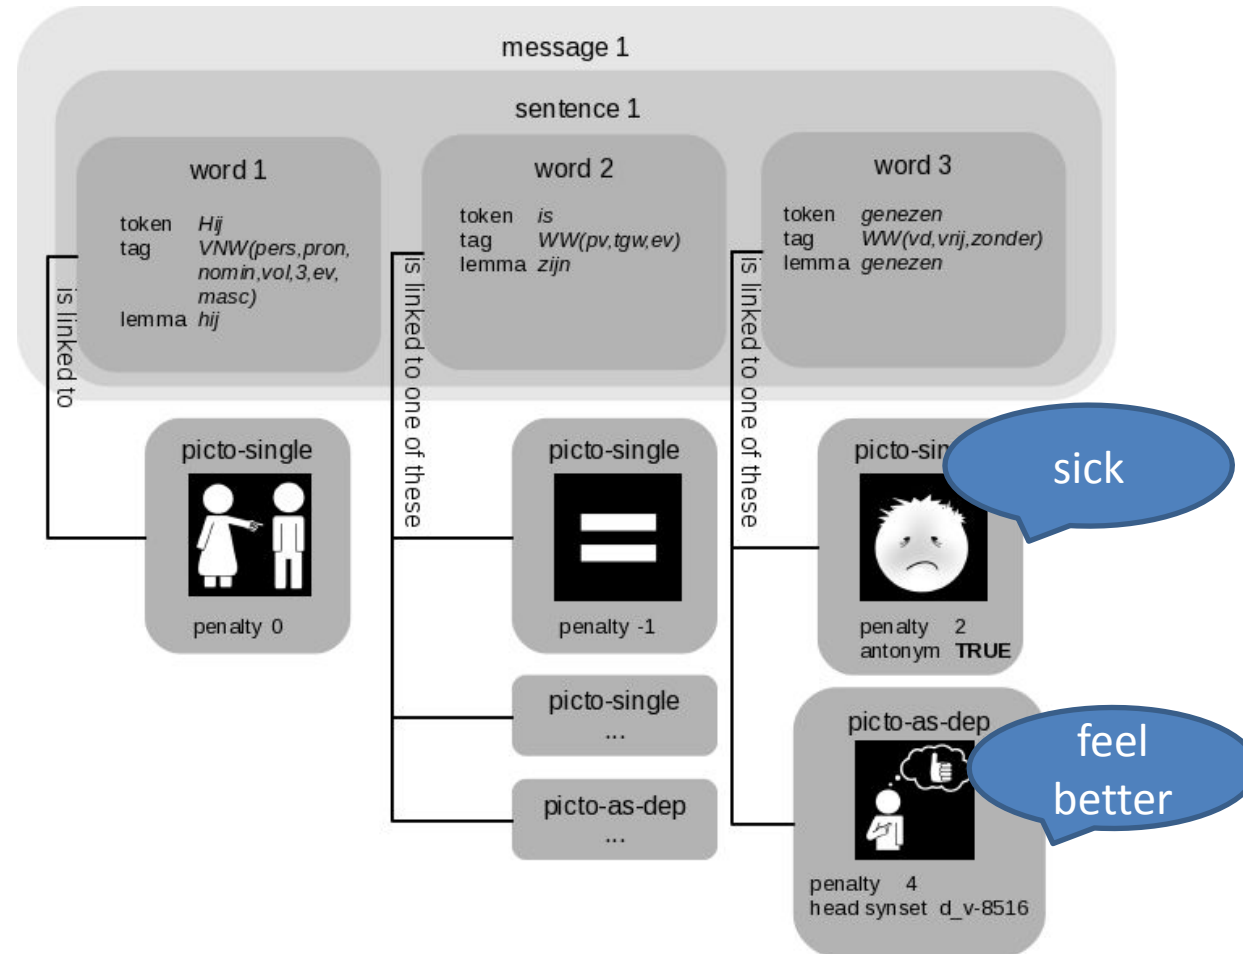 message 1
sentence 1
word 1
token Hij
tag VNW(pers,pron,
nomin,vol,3,ev,
masc)
lemma hij
word 2
token is
tag WW(pv,tgw,ev)
lemma zijn
word 3
token genezen
tag WW(vd,vrij,zonder)
lemma genezen
is linked to
is linked to one of these
is linked to one of these
picto-single
penalty 0
picto-single
penalty -1
picto-single
...
picto-as-dep
...
picto-sin
sick
penalty 2
antonym TRUE
picto-as-dep
feel
better
penalty 4
head synset d_v-8516